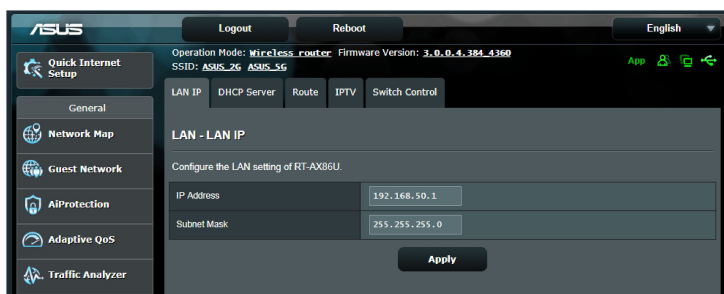 ASUS Logout Reboot English
Quick Internet Setup
Operation Mode: Wireless router Firmware Version: 3.0.0.4.384_4360
SSID: ASUS_2G ASUS_5G
App
LAN IP DHCP Server Route IPTV Switch Control
General
Network Map
Guest Network
AiProtection
Adaptive QoS
Traffic Analyzer
LAN - LAN IP
Configure the LAN setting of RT-AX86U.
IP Address 192.168.50.1
Subnet Mask 255.255.255.0
Apply